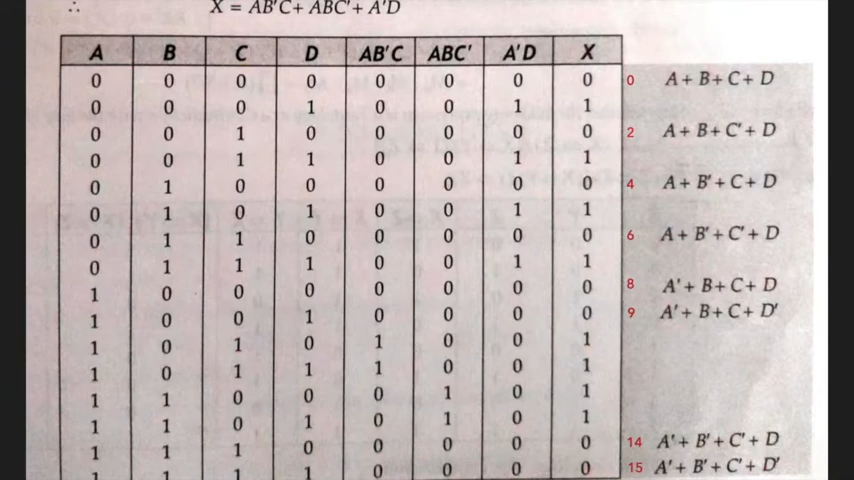 ∴ X = AB'C + ABC' + A'D
A B C D AB'C ABC' A'D X
0 0 0 0 0 0 0 0 0 A + B + C + D
0 0 0 1 0 0 1 1
0 0 1 0 0 0 0 0 2 A + B + C' + D
0 0 1 1 0 0 1 1
0 1 0 0 0 0 0 0 4 A + B' + C + D
0 1 0 1 0 0 1 1
0 1 1 0 0 0 0 0 6 A + B' + C' + D
0 1 1 1 0 0 1 1
1 0 0 0 0 0 0 0 8 A' + B + C + D
1 0 0 1 0 0 0 0 9 A' + B + C + D'
1 0 1 0 1 0 0 1
1 0 1 1 1 0 0 1
1 1 0 0 0 1 0 1
1 1 0 1 0 1 0 1
1 1 1 0 0 0 0 0 14 A' + B' + C' + D
1 1 1 1 0 0 0 0 15 A' + B' + C' + D'